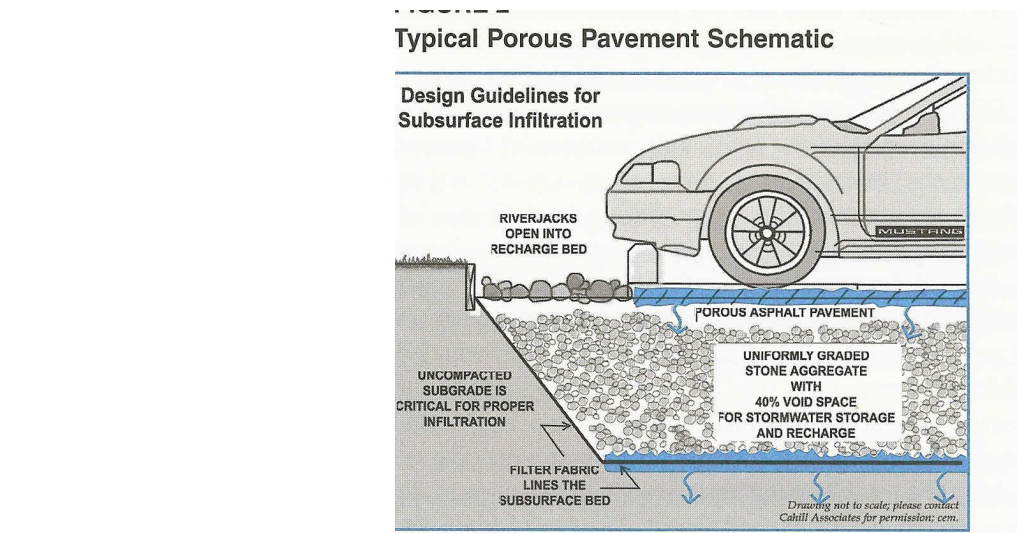 Typical Porous Pavement Schematic
Design Guidelines for
Subsurface Infiltration
RIVERJACKS
OPEN INTO
RECHARGE BED
MUSTANG
POROUS ASPHALT PAVEMENT
UNIFORMLY GRADED
STONE AGGREGATE
WITH
40% VOID SPACE
FOR STORMWATER STORAGE
AND RECHARGE
UNCOMPACTED
SUBGRADE IS
CRITICAL FOR PROPER
INFILTRATION
FILTER FABRIC
LINES THE
SUBSURFACE BED
Drawing not to scale; please contact
Cahill Associates for permission; cem.